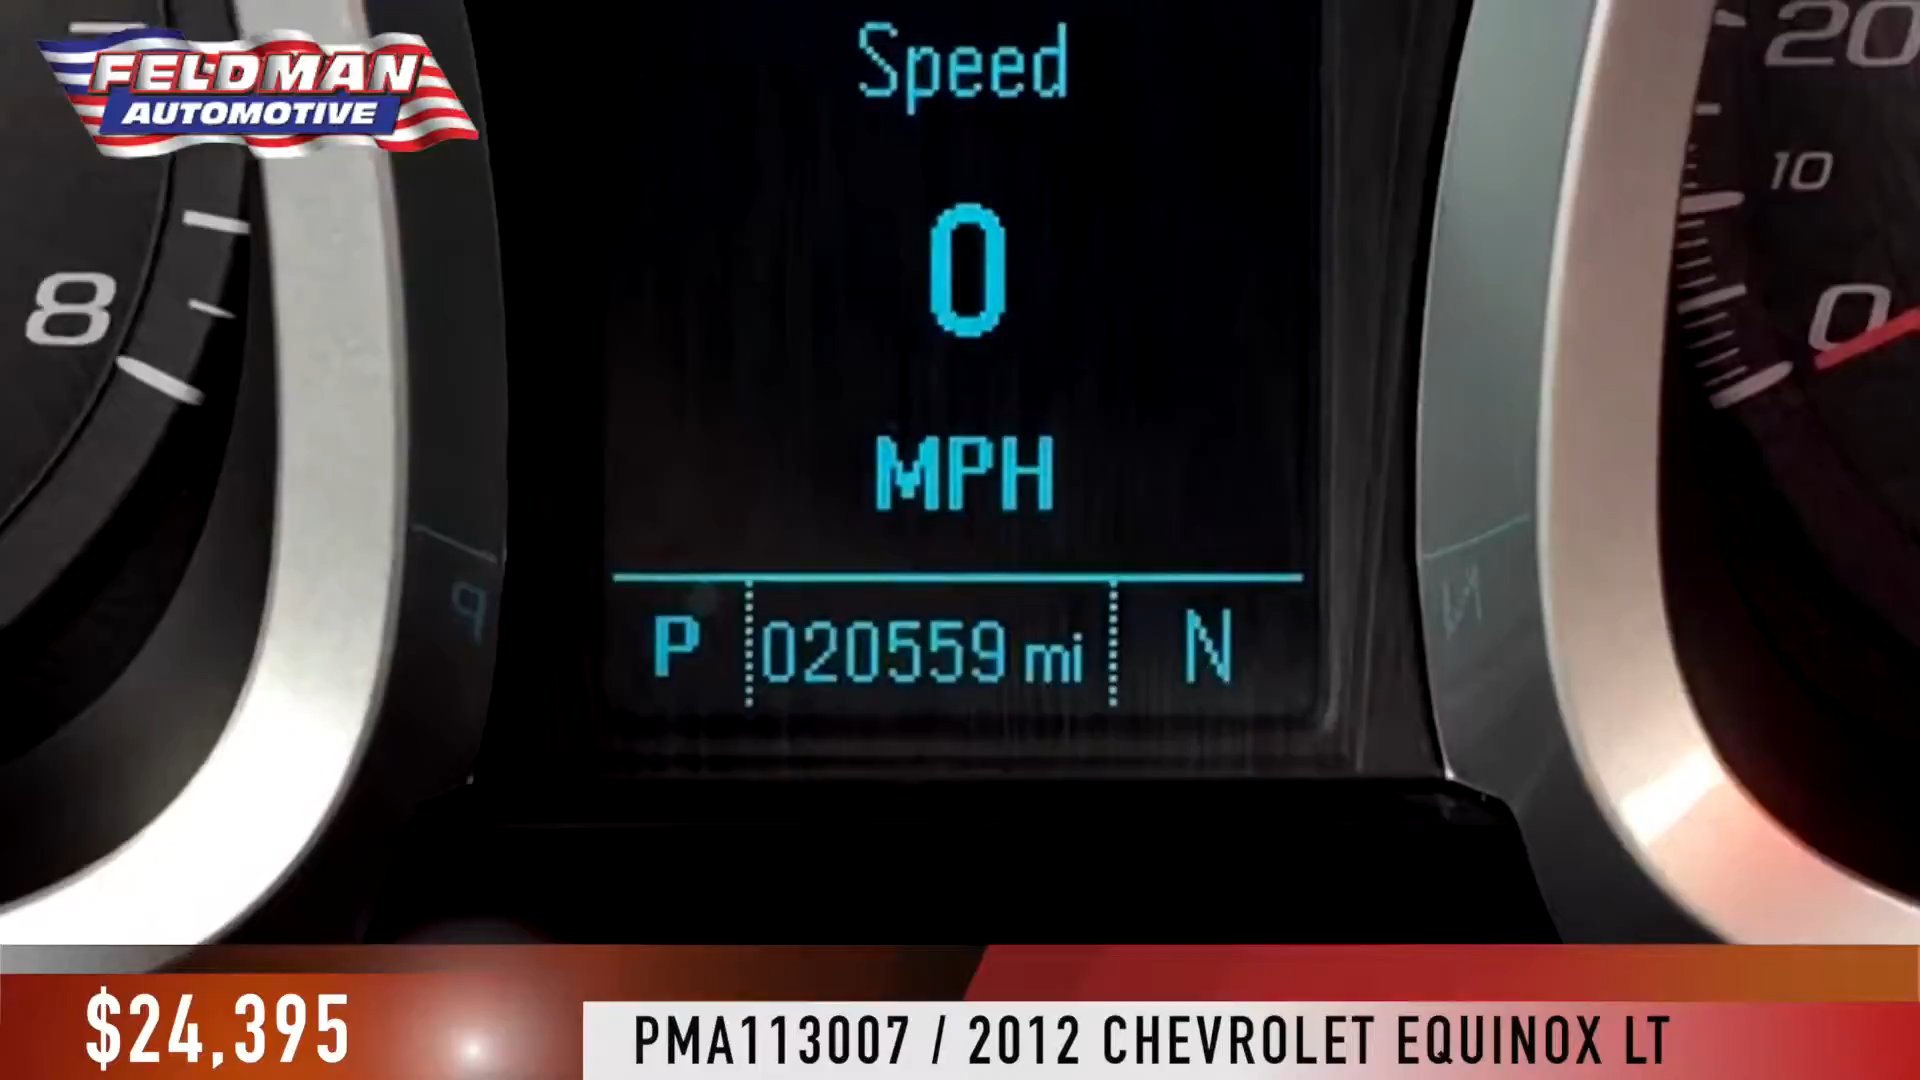 FELDMAN
AUTOMOTIVE
Speed
0
MPH
P 020559 mi N
8
20
10
0
$24,395
PMA113007 / 2012 CHEVROLET EQUINOX LT